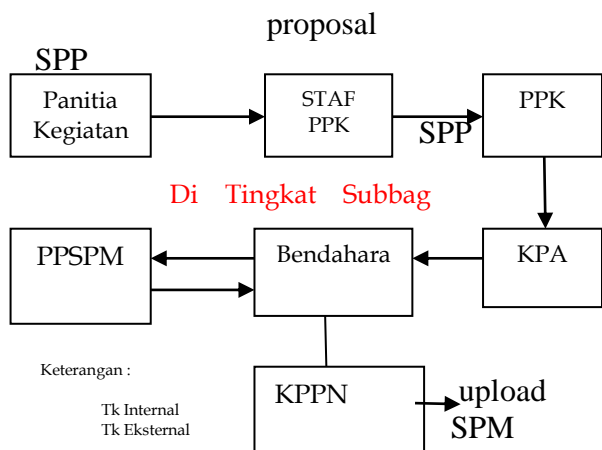 proposal
SPP
Panitia
Kegiatan
STAF
PPK
SPP
PPK
Di Tingkat Subbag
PPSPM
Bendahara
KPA
Keterangan :
Tk Internal
Tk Eksternal
KPPN
upload
SPM